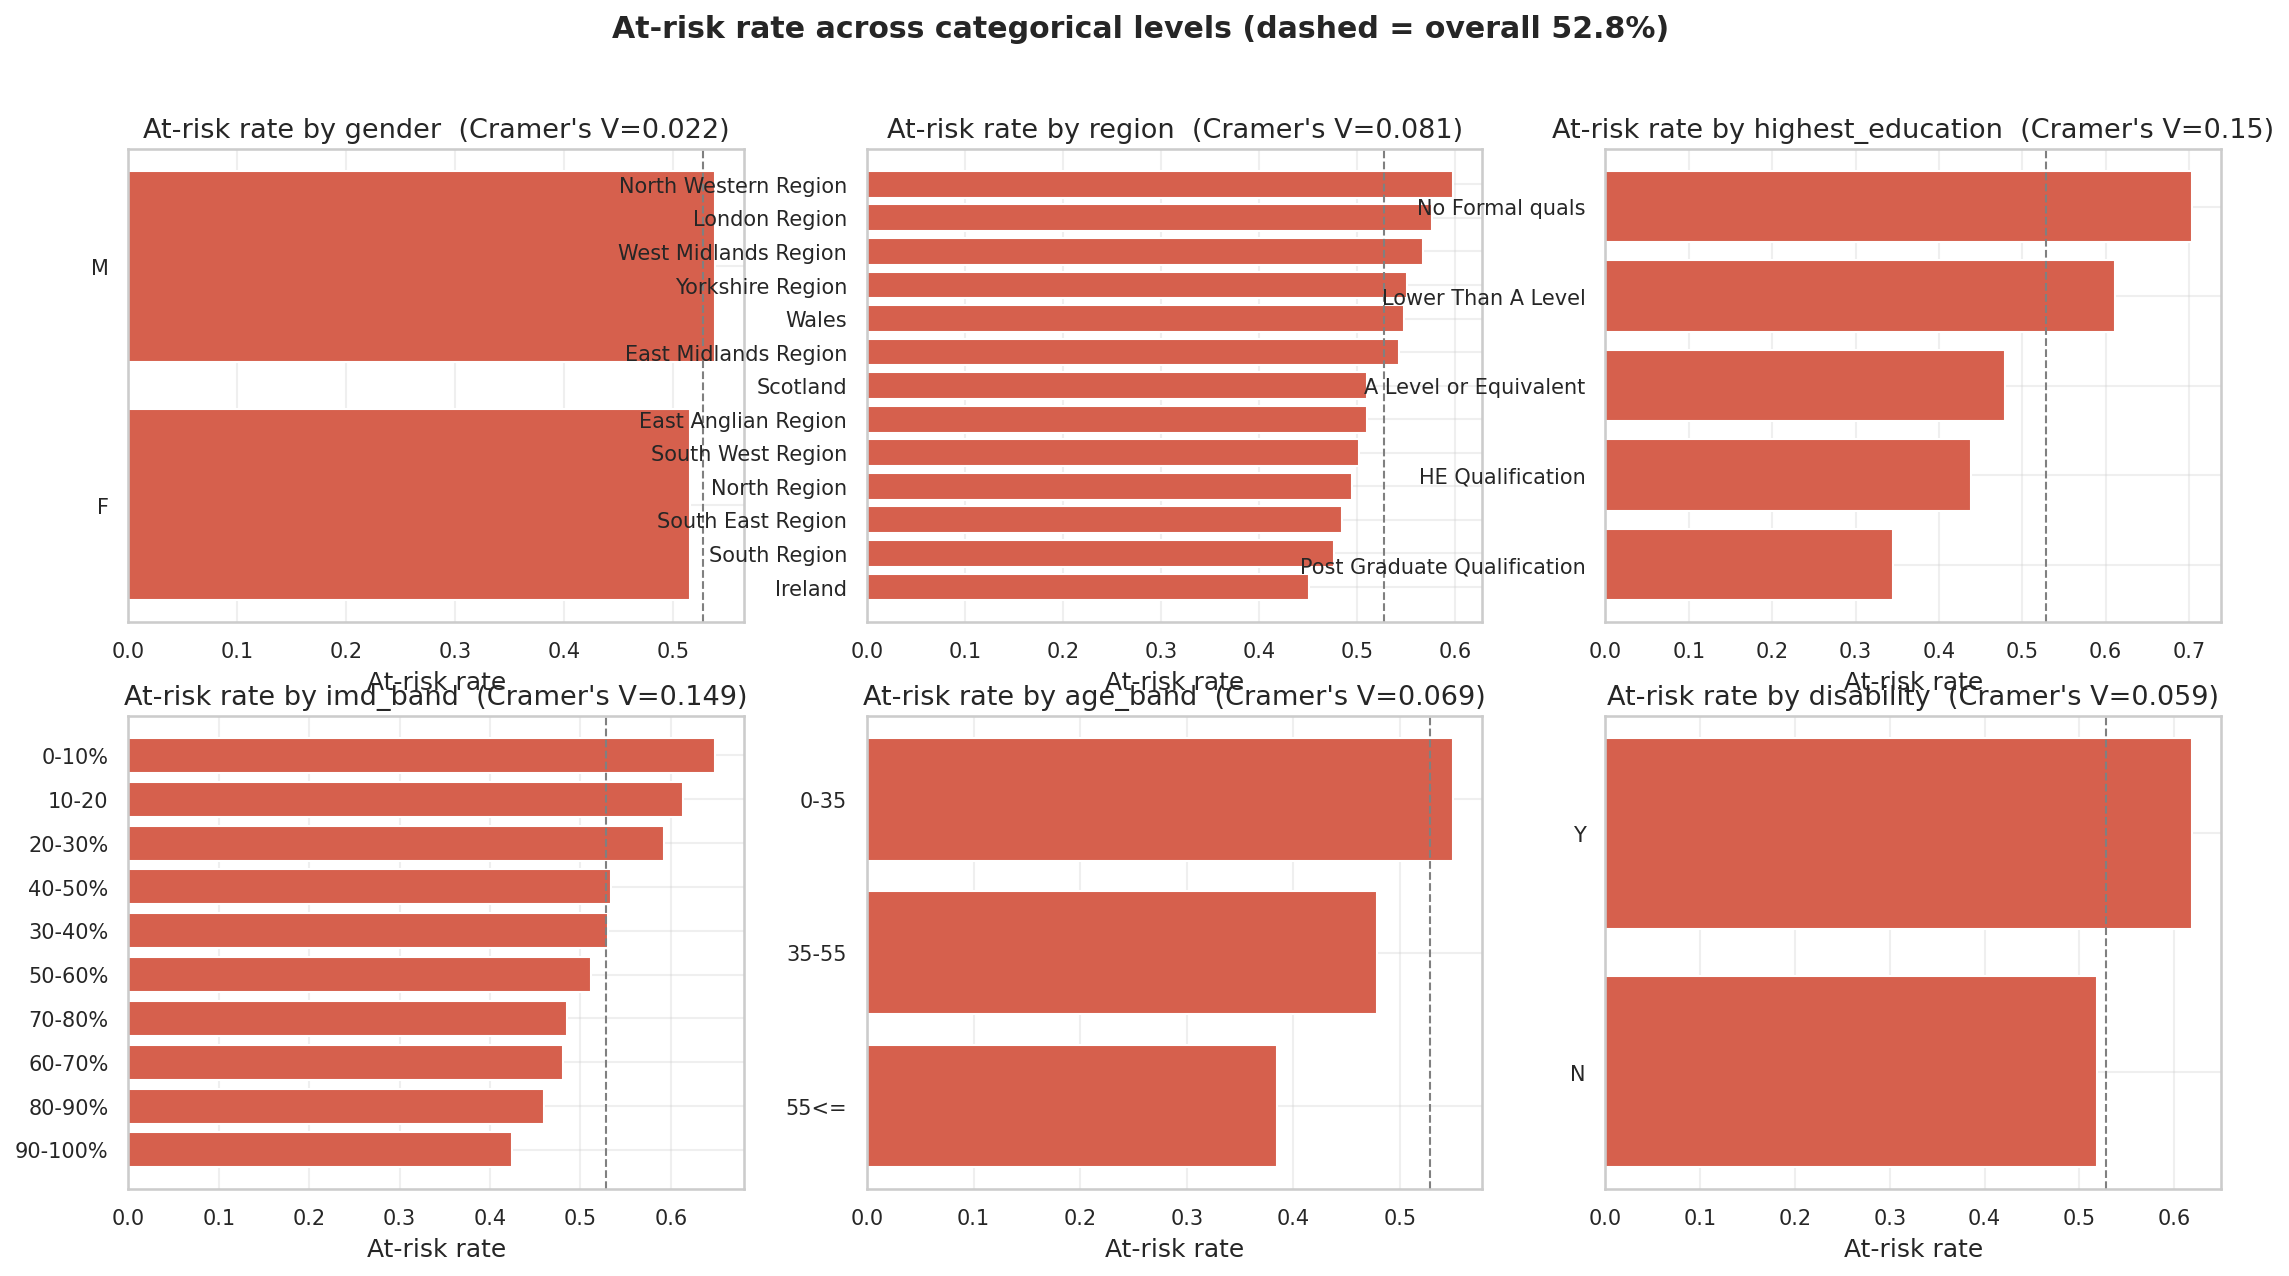 At-risk rate across categorical levels (dashed = overall 52.8%)
At-risk rate by gender  (Cramer's V=0.022)
M
F
0.0 0.1 0.2 0.3 0.4 0.5
At-risk rate
At-risk rate by region  (Cramer's V=0.081)
North Western Region
London Region
West Midlands Region
Yorkshire Region
Wales
East Midlands Region
Scotland
East Anglian Region
South West Region
North Region
South East Region
South Region
Ireland
0.0 0.1 0.2 0.3 0.4 0.5 0.6
At-risk rate
At-risk rate by highest_education  (Cramer's V=0.15)
No Formal quals
Lower Than A Level
A Level or Equivalent
HE Qualification
Post Graduate Qualification
0.0 0.1 0.2 0.3 0.4 0.5 0.6 0.7
At-risk rate
At-risk rate by imd_band  (Cramer's V=0.149)
0-10%
10-20
20-30%
40-50%
30-40%
50-60%
70-80%
60-70%
80-90%
90-100%
0.0 0.1 0.2 0.3 0.4 0.5 0.6
At-risk rate
At-risk rate by age_band  (Cramer's V=0.069)
0-35
35-55
55<=
0.0 0.1 0.2 0.3 0.4 0.5
At-risk rate
At-risk rate by disability  (Cramer's V=0.059)
Y
N
0.0 0.1 0.2 0.3 0.4 0.5 0.6
At-risk rate